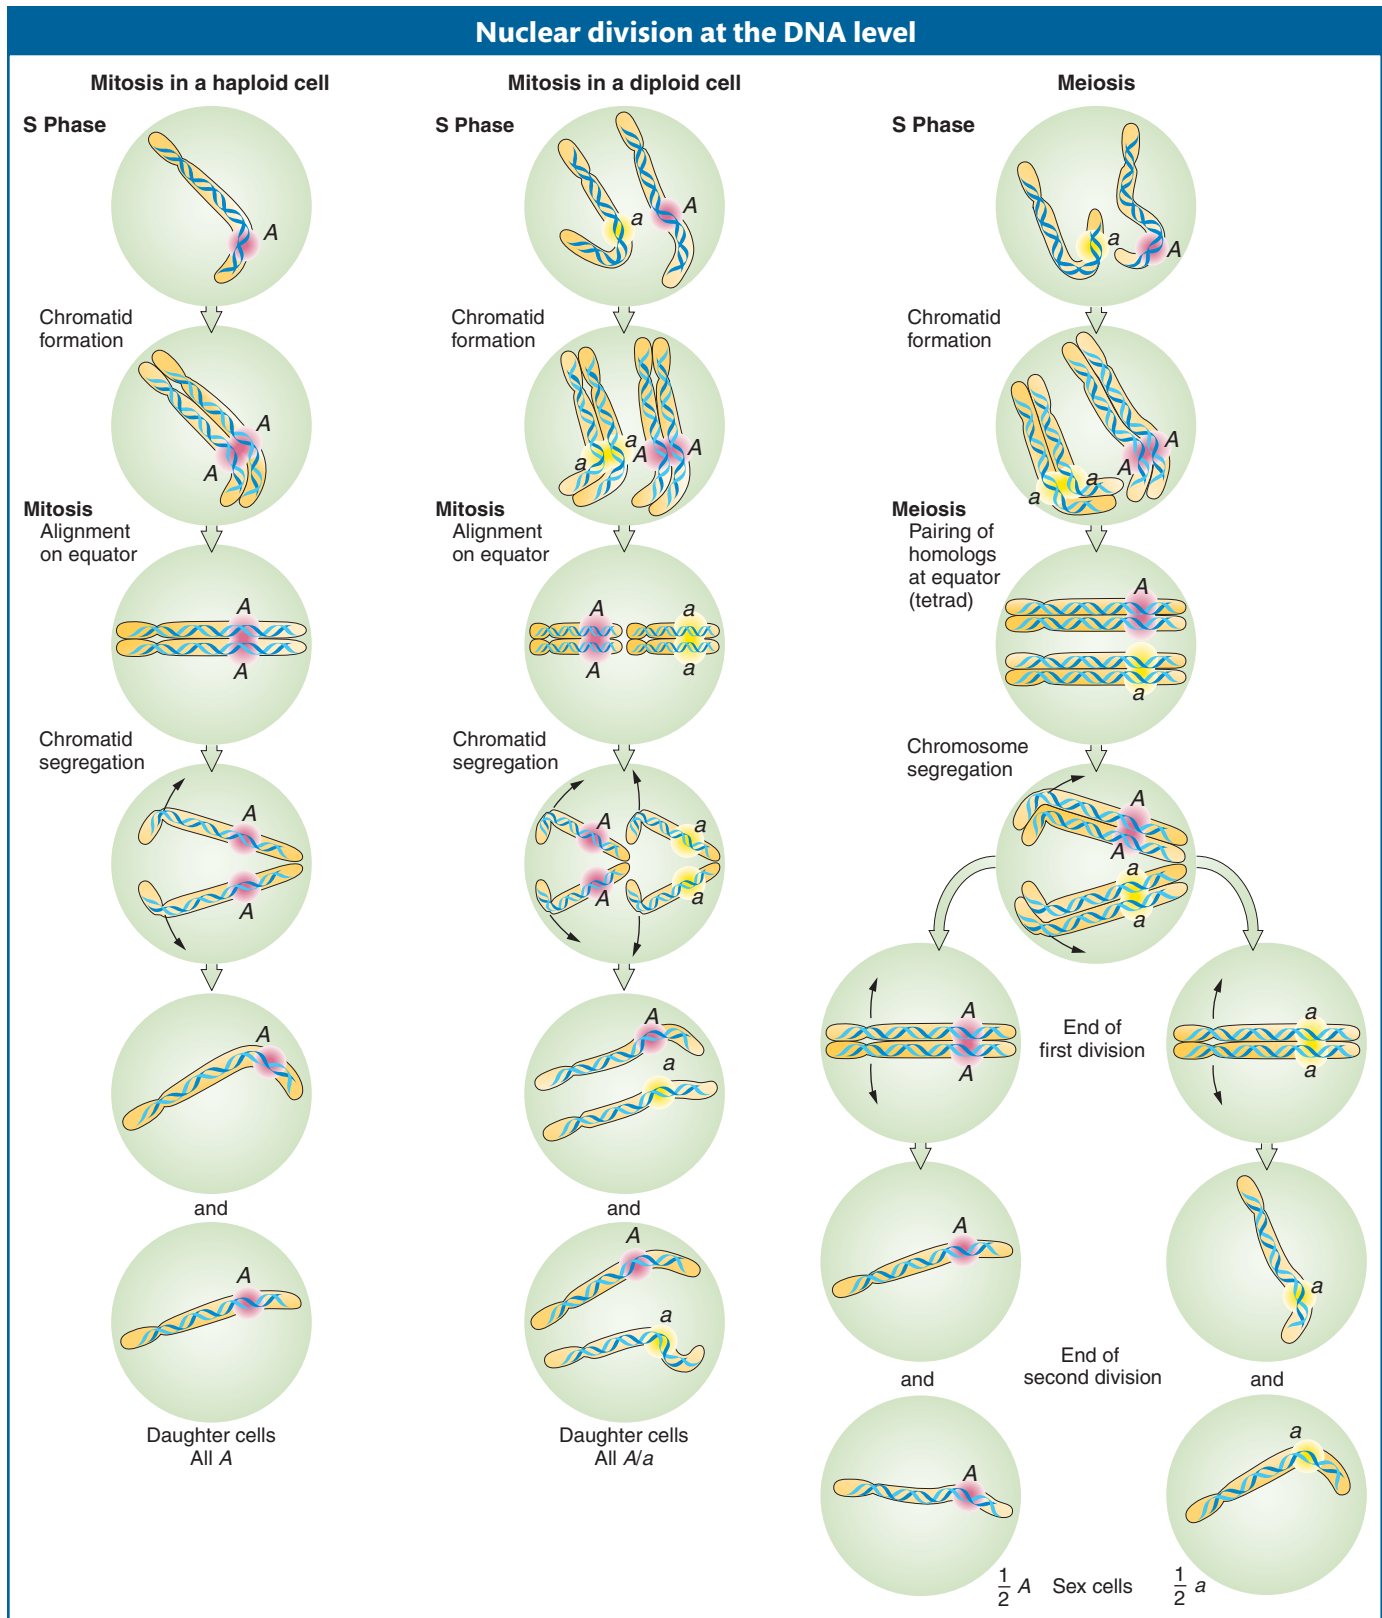 Nuclear division at the DNA level
Mitosis in a haploid cell
S Phase
A
Chromatid
formation
A
A
Mitosis
Alignment
on equator
A
A
Chromatid
segregation
A
A
A
and
A
Daughter cells
All A
Mitosis in a diploid cell
S Phase
a
A
Chromatid
formation
a
a
A
A
Mitosis
Alignment
on equator
A
a
A
a
Chromatid
segregation
A
a
A
a
A
a
and
A
a
Daughter cells
All A/a
Meiosis
S Phase
a
A
Chromatid
formation
A
A
a
a
Meiosis
Pairing of
homologs
at equator
(tetrad)
A
a
Chromosome
segregation
A
A
a
a
A
A
End of
first division
a
a
A
a
End of
second division
and
and
A
a
1/2 A Sex cells 1/2 a